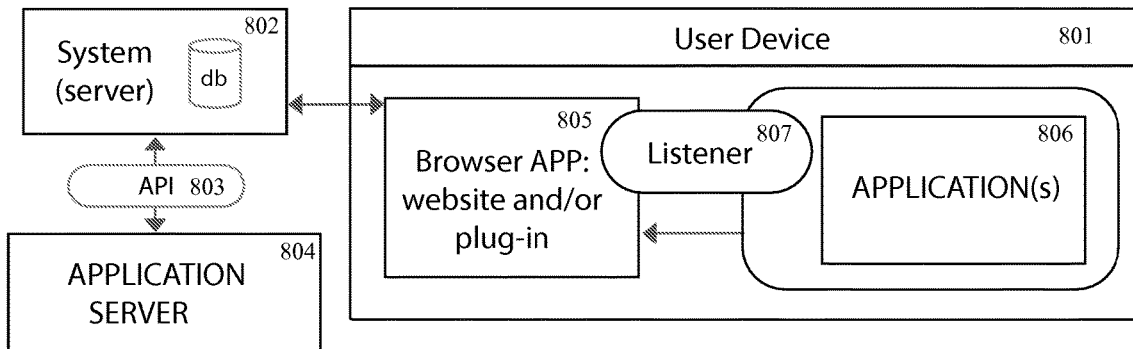 802
System
(server)
db
API 803
804
APPLICATION
SERVER
User Device 801
805
Browser APP:
website and/or
plug-in
Listener 807
806
APPLICATION(s)